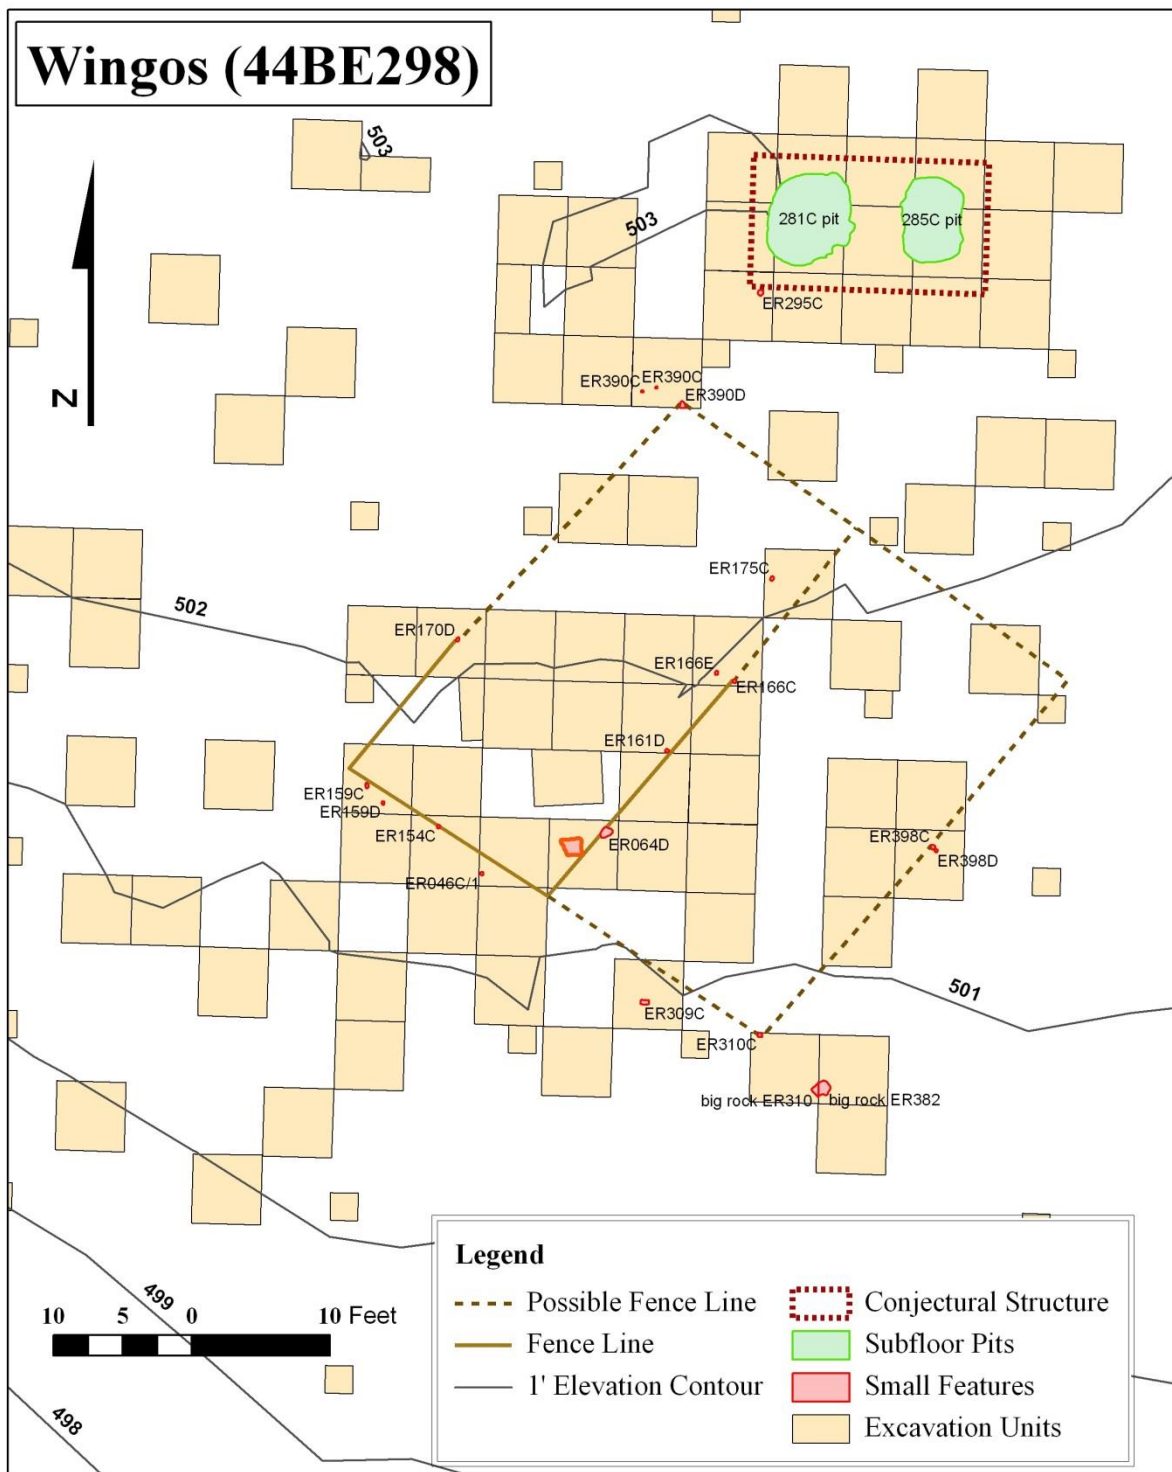 Wingos (44BE298)
503
503
281C pit
285C pit
ER295C
N
ER390C
ER390C
ER390D
ER175C
502
ER170D
ER166E
ER166C
ER161D
ER159C
ER159D
ER154C
ER064D
ER398C
ER398D
ER046C/1
501
ER309C
ER310C
big rock ER310
big rock ER382
499
10 5 0 10 Feet
498
Legend
Possible Fence Line
Fence Line
1' Elevation Contour
Conjectural Structure
Subfloor Pits
Small Features
Excavation Units